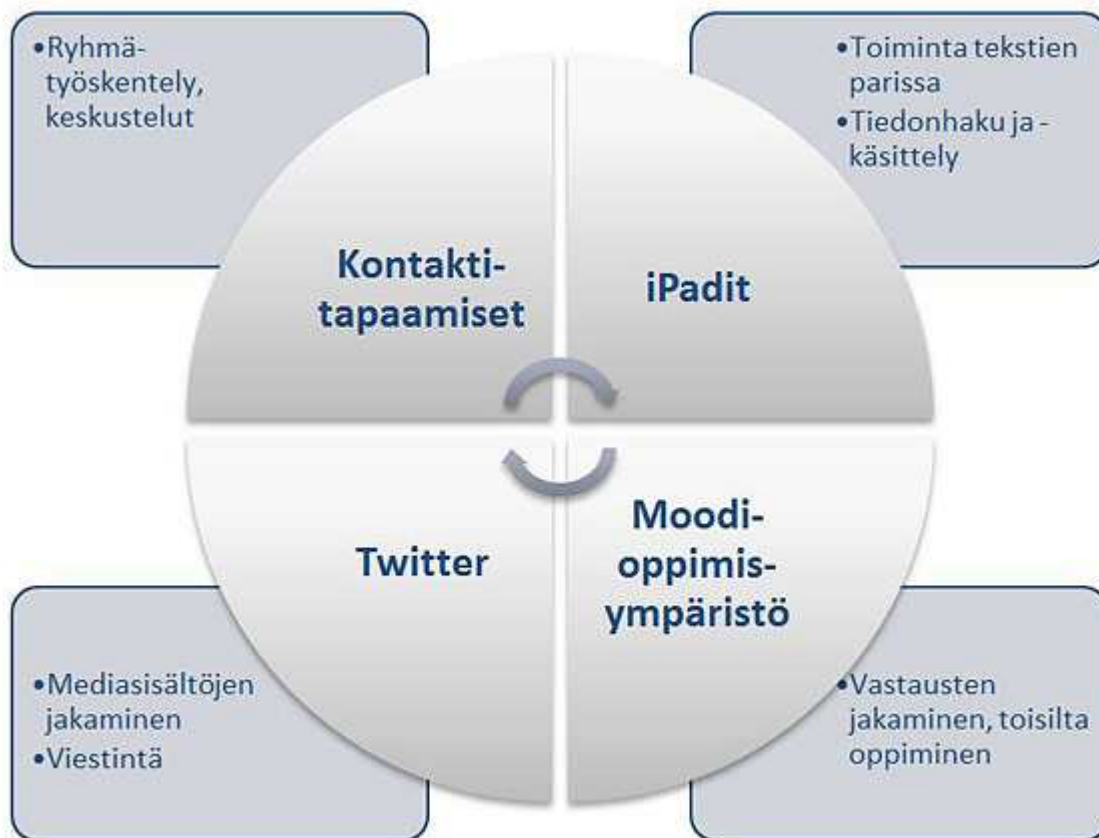 •Ryhmä-
työskentely,
keskustelut
•Toiminta tekstien
parissa
•Tiedonhaku ja -
käsittely
Kontakti-
tapaamiset
iPadit
Twitter
Moodi-
oppimis-
ympäristö
•Mediasisältöjen
jakaminen
•Viestintä
•Vastausten
jakaminen, toisilta
oppiminen